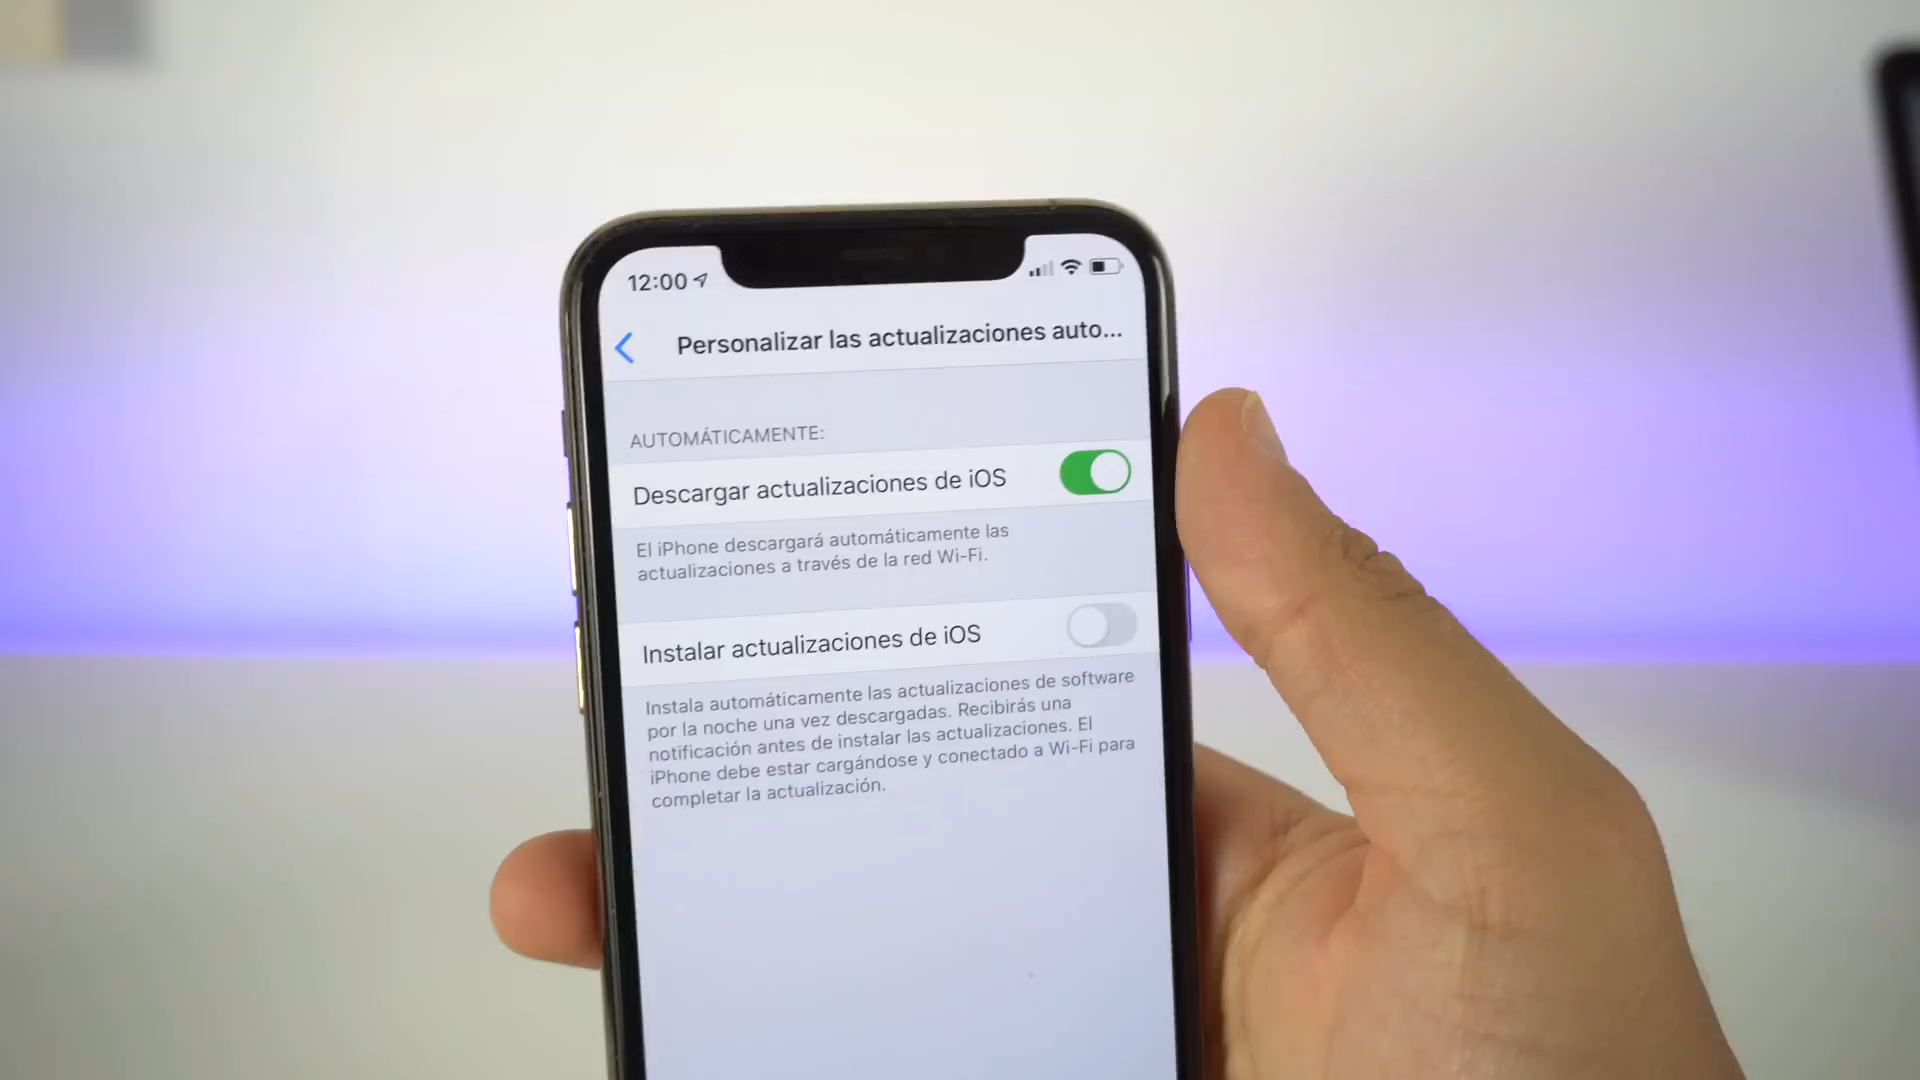 12:00
Personalizar las actualizaciones auto...
AUTOMÁTICAMENTE:
Descargar actualizaciones de iOS
El iPhone descargará automáticamente las
actualizaciones a través de la red Wi-Fi.
Instalar actualizaciones de iOS
Instala automáticamente las actualizaciones de software
por la noche una vez descargadas. Recibirás una
notificación antes de instalar las actualizaciones. El
iPhone debe estar cargándose y conectado a Wi-Fi para
completar la actualización.